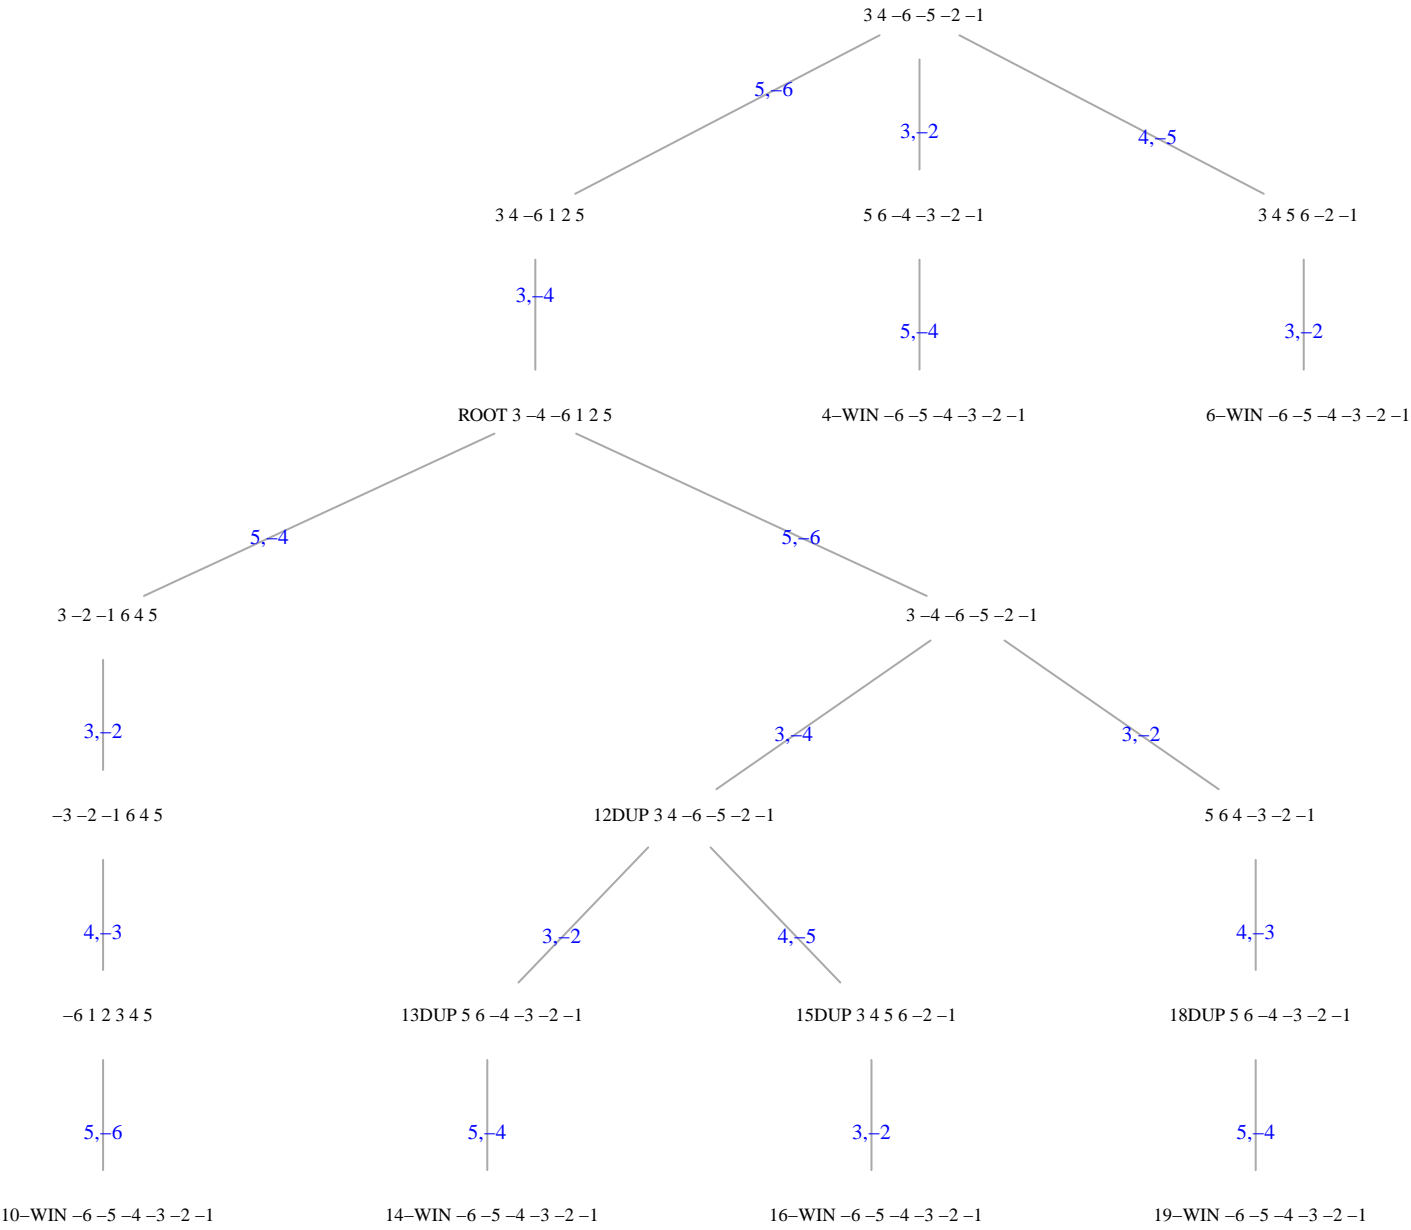 3 4 –6 –5 –2 –1
5,–6
3,–2
4,–5
3 4 –6 1 2 5
5 6 –4 –3 –2 –1
3 4 5 6 –2 –1
3,–4
5,–4
3,–2
ROOT 3 –4 –6 1 2 5
4–WIN –6 –5 –4 –3 –2 –1
6–WIN –6 –5 –4 –3 –2 –1
5,–4
5,–6
3 –2 –1 6 4 5
3 –4 –6 –5 –2 –1
3,–2
3,–4
3,–2
–3 –2 –1 6 4 5
12DUP 3 4 –6 –5 –2 –1
5 6 4 –3 –2 –1
4,–3
3,–2
4,–5
4,–3
–6 1 2 3 4 5
13DUP 5 6 –4 –3 –2 –1
15DUP 3 4 5 6 –2 –1
18DUP 5 6 –4 –3 –2 –1
5,–6
5,–4
3,–2
5,–4
10–WIN –6 –5 –4 –3 –2 –1
14–WIN –6 –5 –4 –3 –2 –1
16–WIN –6 –5 –4 –3 –2 –1
19–WIN –6 –5 –4 –3 –2 –1